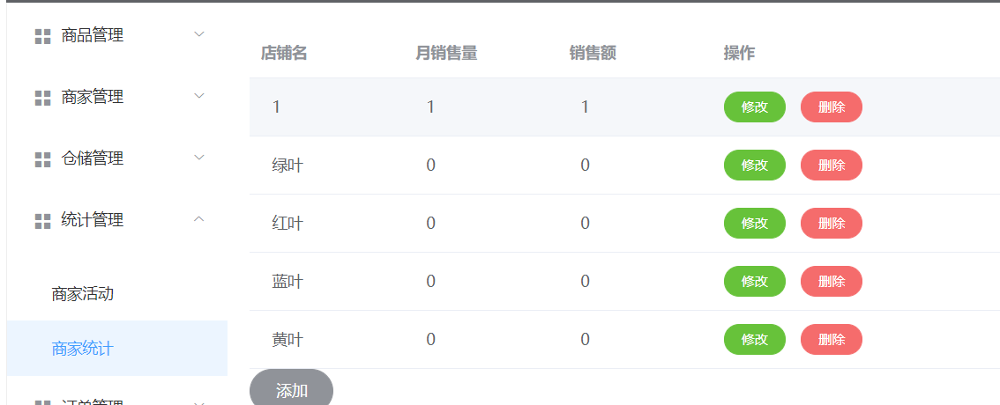 商品管理
商家管理
仓储管理
统计管理
商家活动
商家统计
订单管理
店铺名 月销售量 销售额 操作
1 1 1 修改 删除
绿叶 0 0 修改 删除
红叶 0 0 修改 删除
蓝叶 0 0 修改 删除
黄叶 0 0 修改 删除
添加